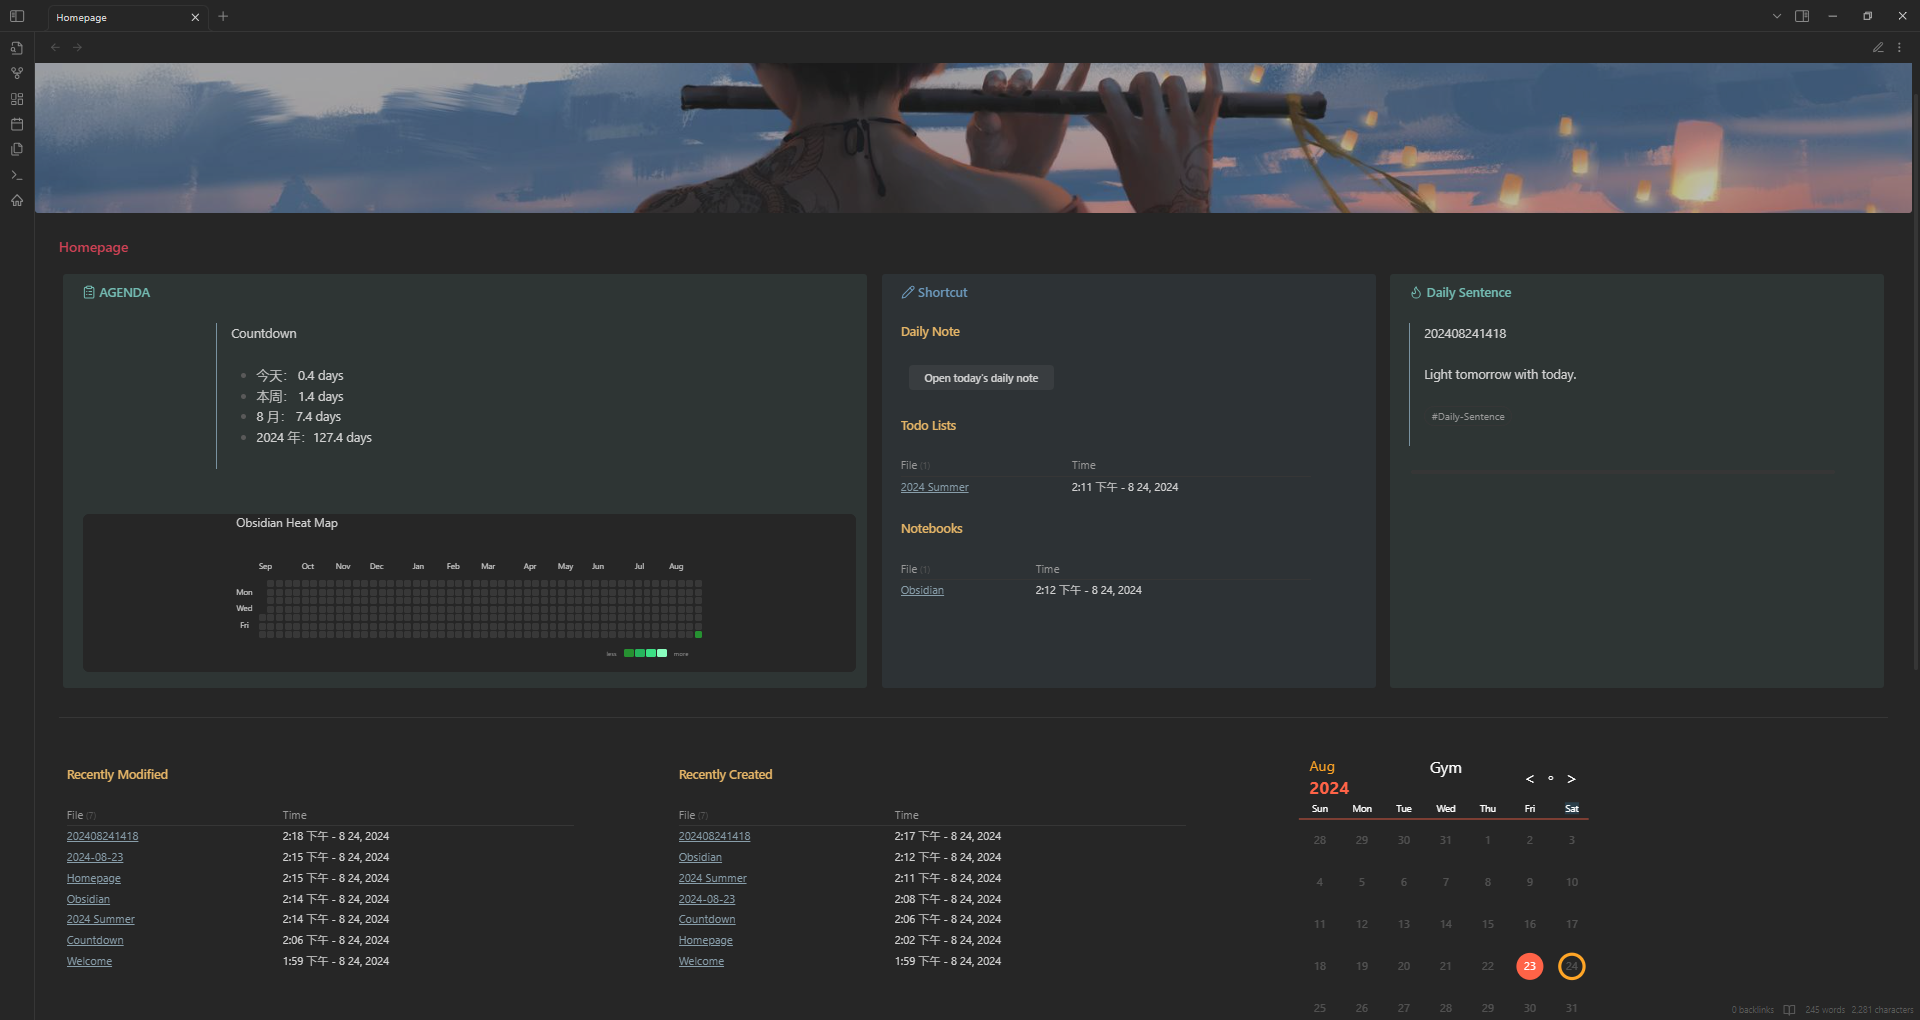 Homepage
Homepage
AGENDA
Countdown
今天： 0.4 days
本周： 1.4 days
8 月： 7.4 days
2024 年：127.4 days
Obsidian Heat Map
Sep Oct Nov Dec Jan Feb Mar Apr May Jun Jul Aug
Mon
Wed
Fri
less more
Shortcut
Daily Note
Open today's daily note
Todo Lists
File (1) Time
2024 Summer 2:11 下午 - 8 24, 2024
Notebooks
File (1) Time
Obsidian 2:12 下午 - 8 24, 2024
Daily Sentence
202408241418
Light tomorrow with today.
#Daily-Sentence
Recently Modified
File (7) Time
202408241418 2:18 下午 - 8 24, 2024
2024-08-23 2:15 下午 - 8 24, 2024
Homepage 2:15 下午 - 8 24, 2024
Obsidian 2:14 下午 - 8 24, 2024
2024 Summer 2:14 下午 - 8 24, 2024
Countdown 2:06 下午 - 8 24, 2024
Welcome 1:59 下午 - 8 24, 2024
Recently Created
File (7) Time
202408241418 2:17 下午 - 8 24, 2024
Obsidian 2:12 下午 - 8 24, 2024
2024 Summer 2:11 下午 - 8 24, 2024
2024-08-23 2:08 下午 - 8 24, 2024
Countdown 2:06 下午 - 8 24, 2024
Homepage 2:02 下午 - 8 24, 2024
Welcome 1:59 下午 - 8 24, 2024
Aug Gym
2024 < ° >
Sun Mon Tue Wed Thu Fri Sat
28 29 30 31 1 2 3
4 5 6 7 8 9 10
11 12 13 14 15 16 17
18 19 20 21 22 23 24
25 26 27 28 29 30 31
0 backlinks 245 words 2,281 characters